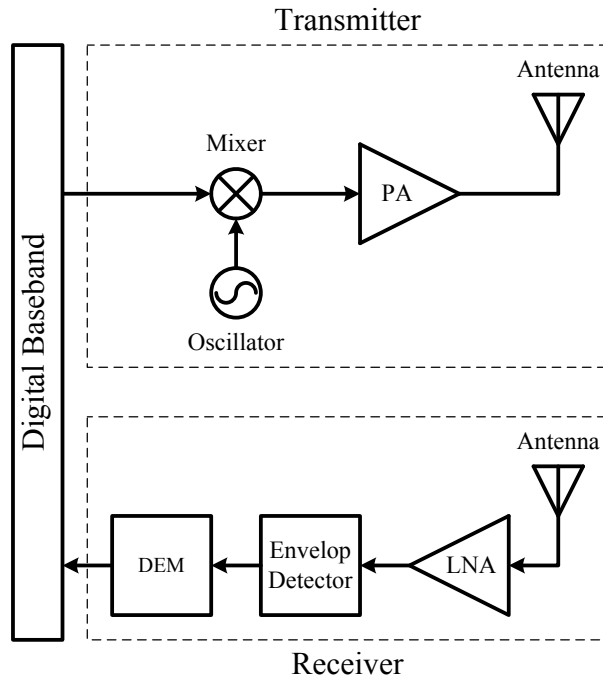 Transmitter
Antenna
Mixer
PA
Oscillator
Digital Baseband
Antenna
DEM
Envelop
Detector
LNA
Receiver